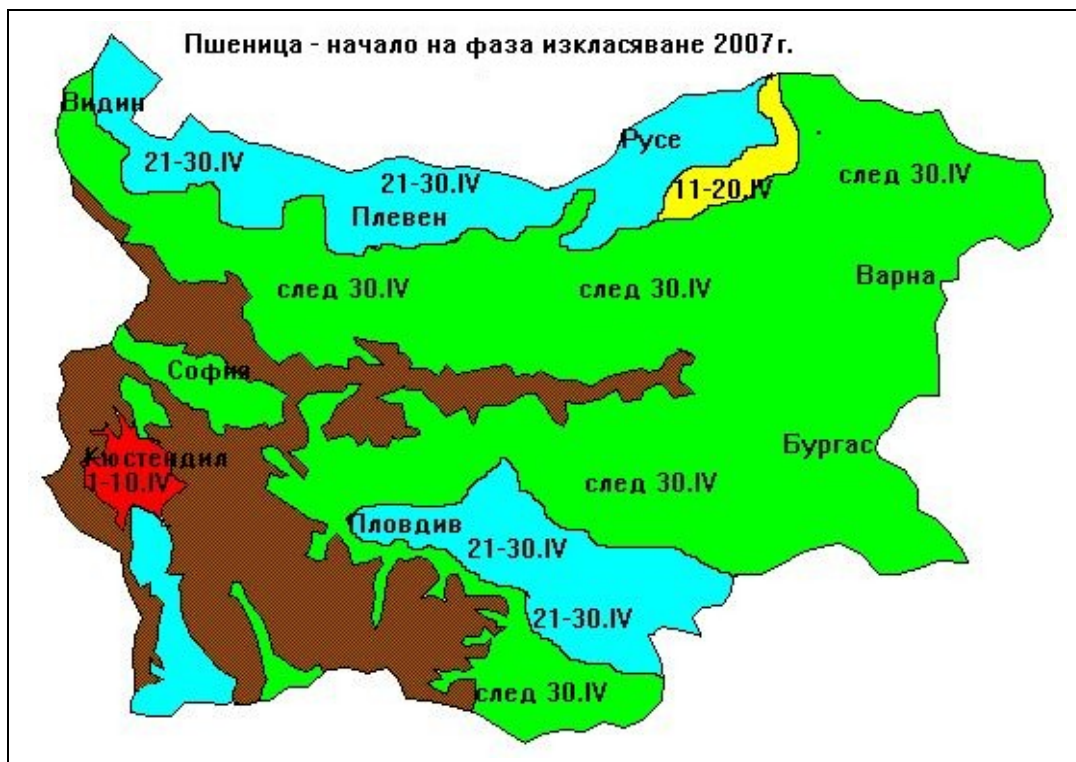 Пшеница - начало на фаза изкласяване 2007г.
Видин
Русе
21-30.IV
21-30.IV
11-20.IV
след 30.IV
Плевен
Варна
след 30.IV
след 30.IV
София
Бургас
Кюстендил
1-10.IV
след 30.IV
Пловдив
21-30.IV
21-30.IV
след 30.IV